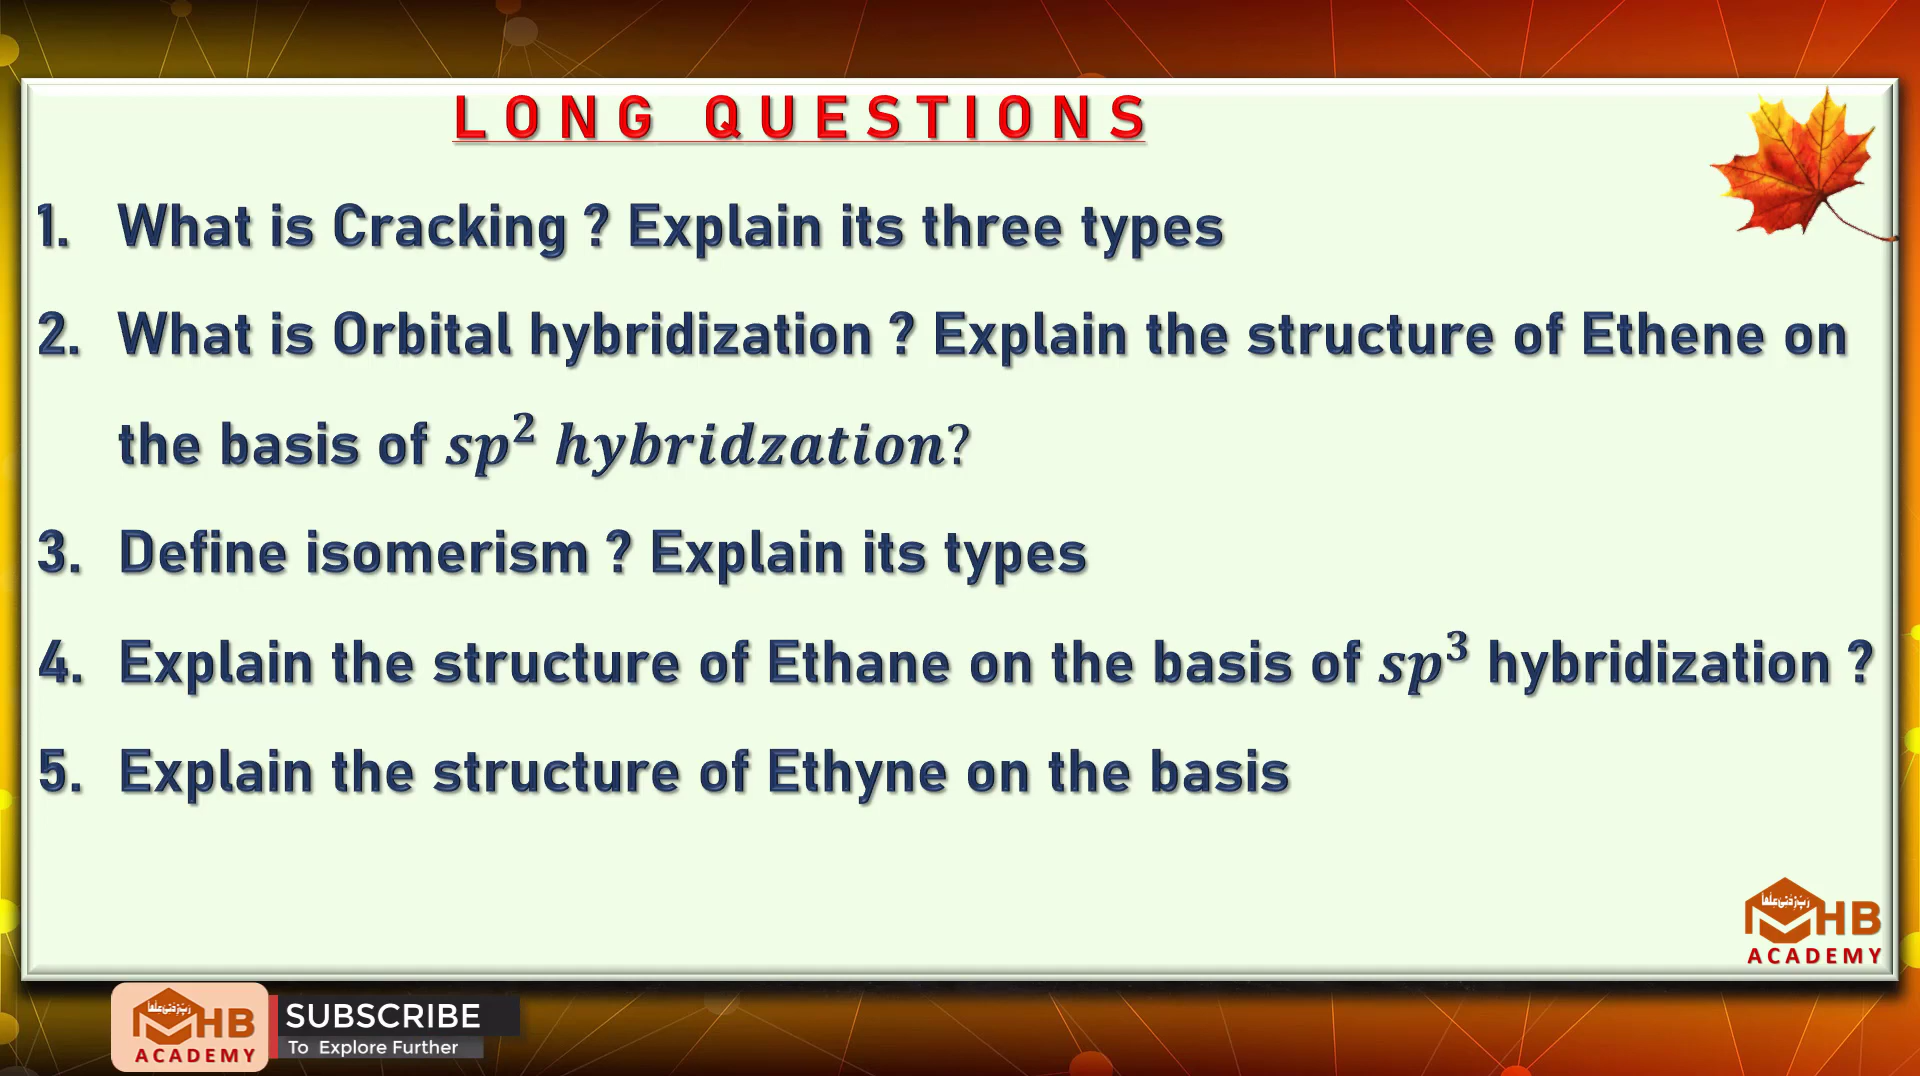 LONG QUESTIONS
1. What is Cracking ? Explain its three types
2. What is Orbital hybridization ? Explain the structure of Ethene on
the basis of sp² hybridzation?
3. Define isomerism ? Explain its types
4. Explain the structure of Ethane on the basis of sp³ hybridization ?
5. Explain the structure of Ethyne on the basis
HB
ACADEMY
HB
ACADEMY
SUBSCRIBE
To Explore Further